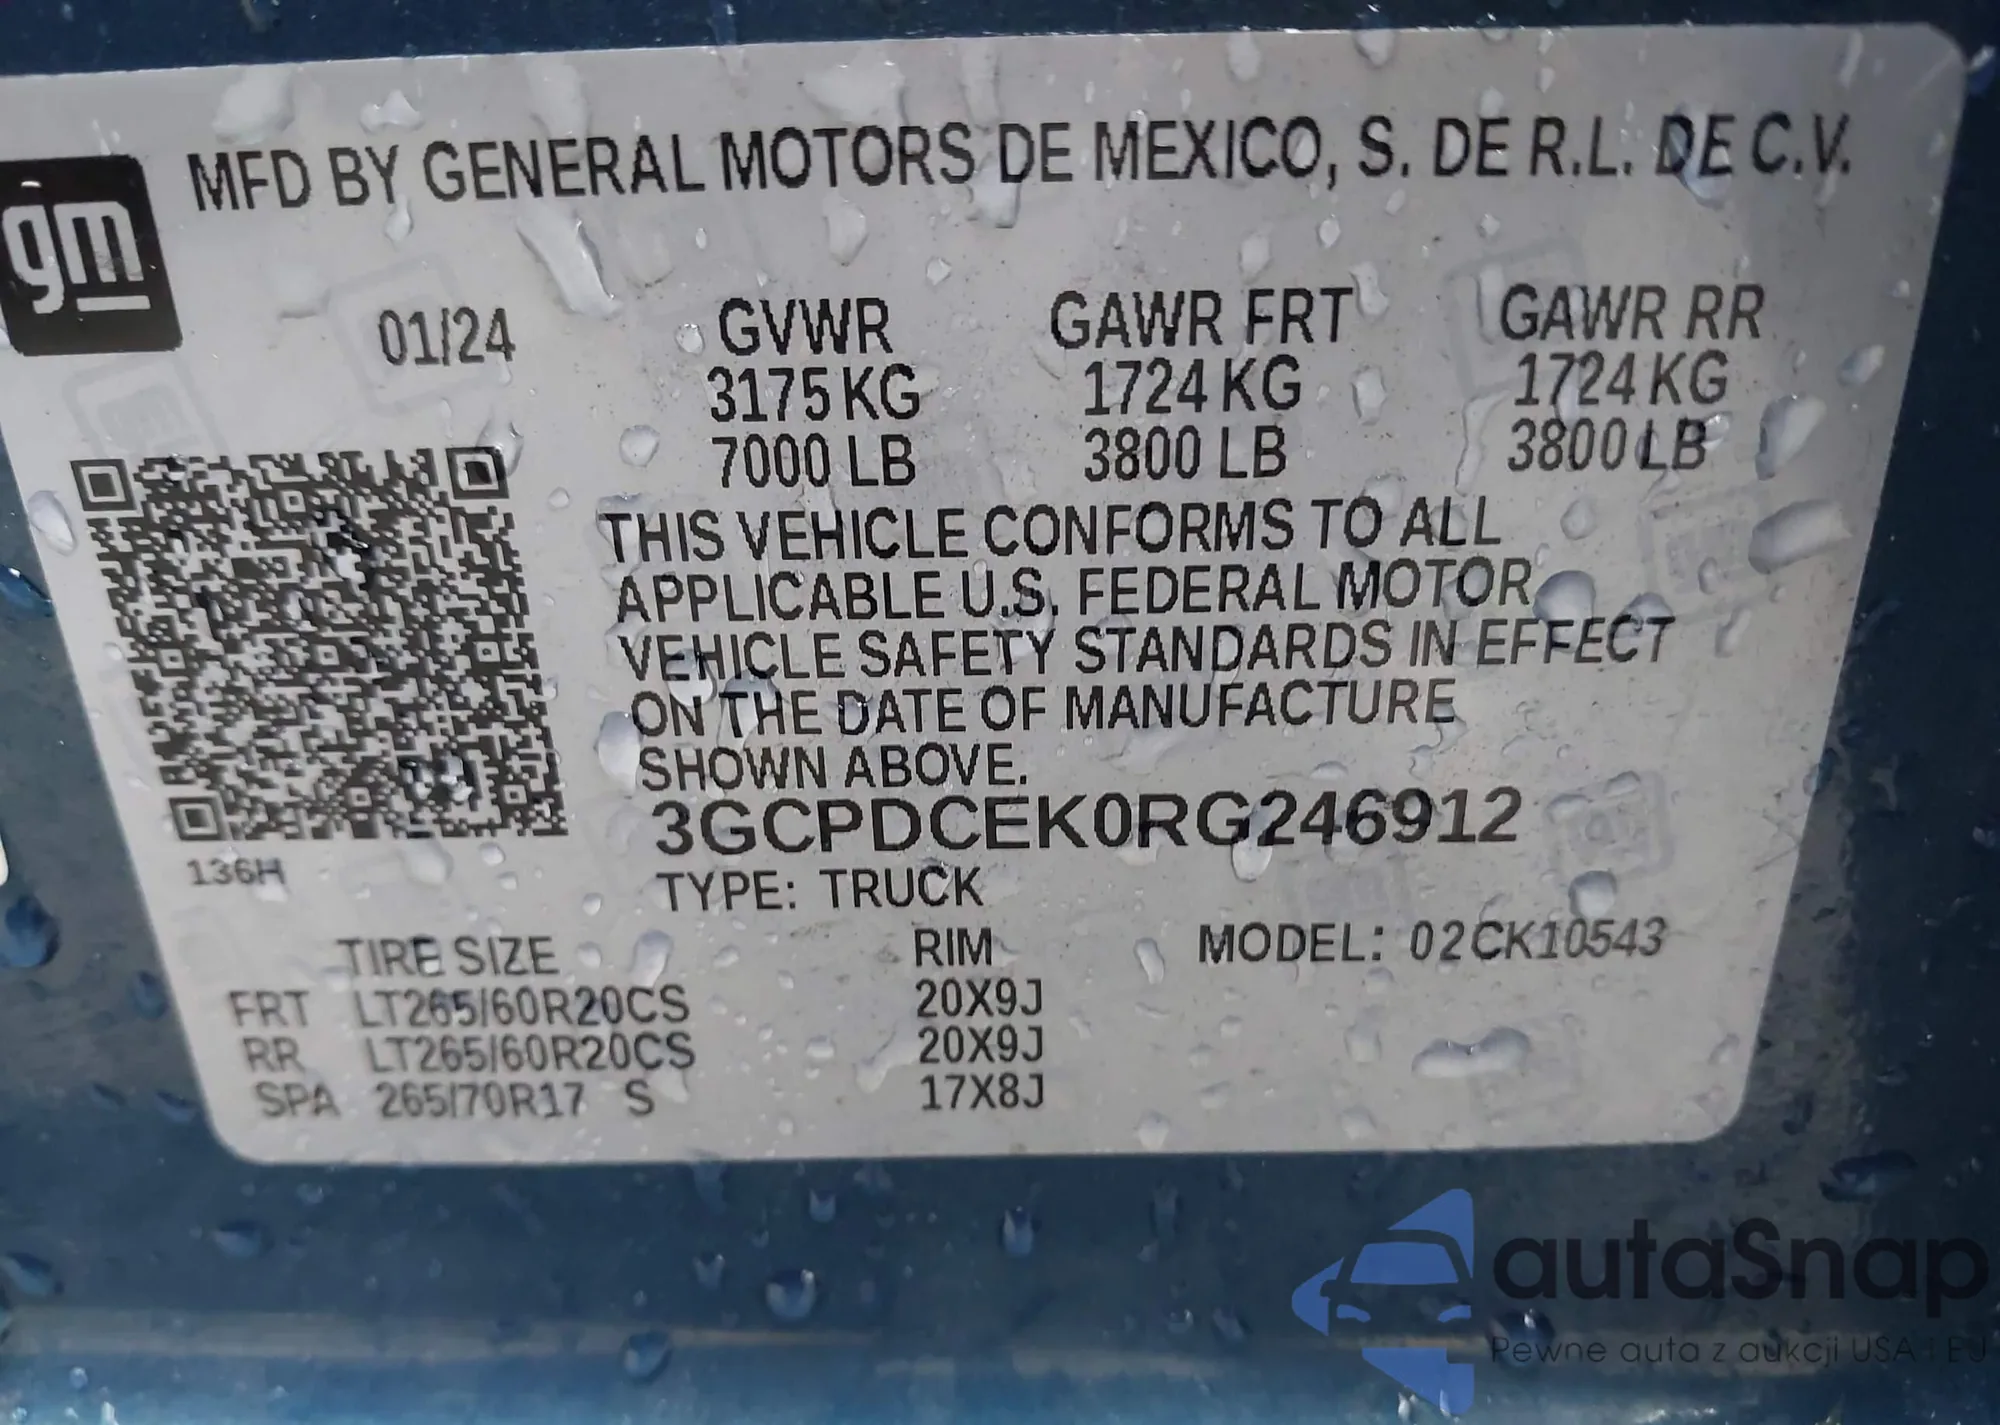 MFD BY GENERAL MOTORS DE MEXICO, S. DE R.L. DE C.V.
gm
01/24
GVWR GAWR FRT GAWR RR
3175 KG 1724 KG 1724 KG
7000 LB 3800 LB 3800 LB
THIS VEHICLE CONFORMS TO ALL
APPLICABLE U.S. FEDERAL MOTOR
VEHICLE SAFETY STANDARDS IN EFFECT
ON THE DATE OF MANUFACTURE
SHOWN ABOVE.
3GCPDCEK0RG246912
136H
TYPE: TRUCK
TIRE SIZE RIM MODEL: 02CK10543
FRT LT265/60R20CS 20X9J
RR LT265/60R20CS 20X9J
SPA 265/70R17 S 17X8J
autaSnap
Pewne auta z aukcji USA i EU